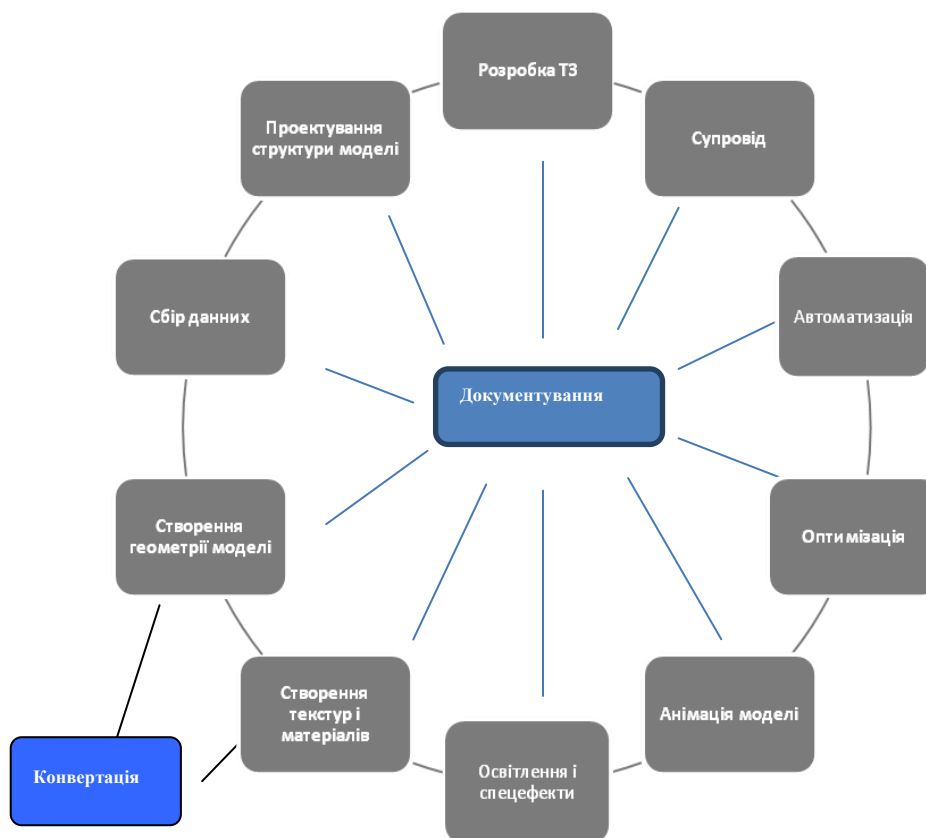 Розробка ТЗ
Проектування
структури моделі
Супровід
Сбір данних
Автоматизація
Документування
Створення
геометрії моделі
Оптимізація
Створення
текстур і
матеріалів
Анімація моделі
Конвертація
Освітлення і
спецефекти